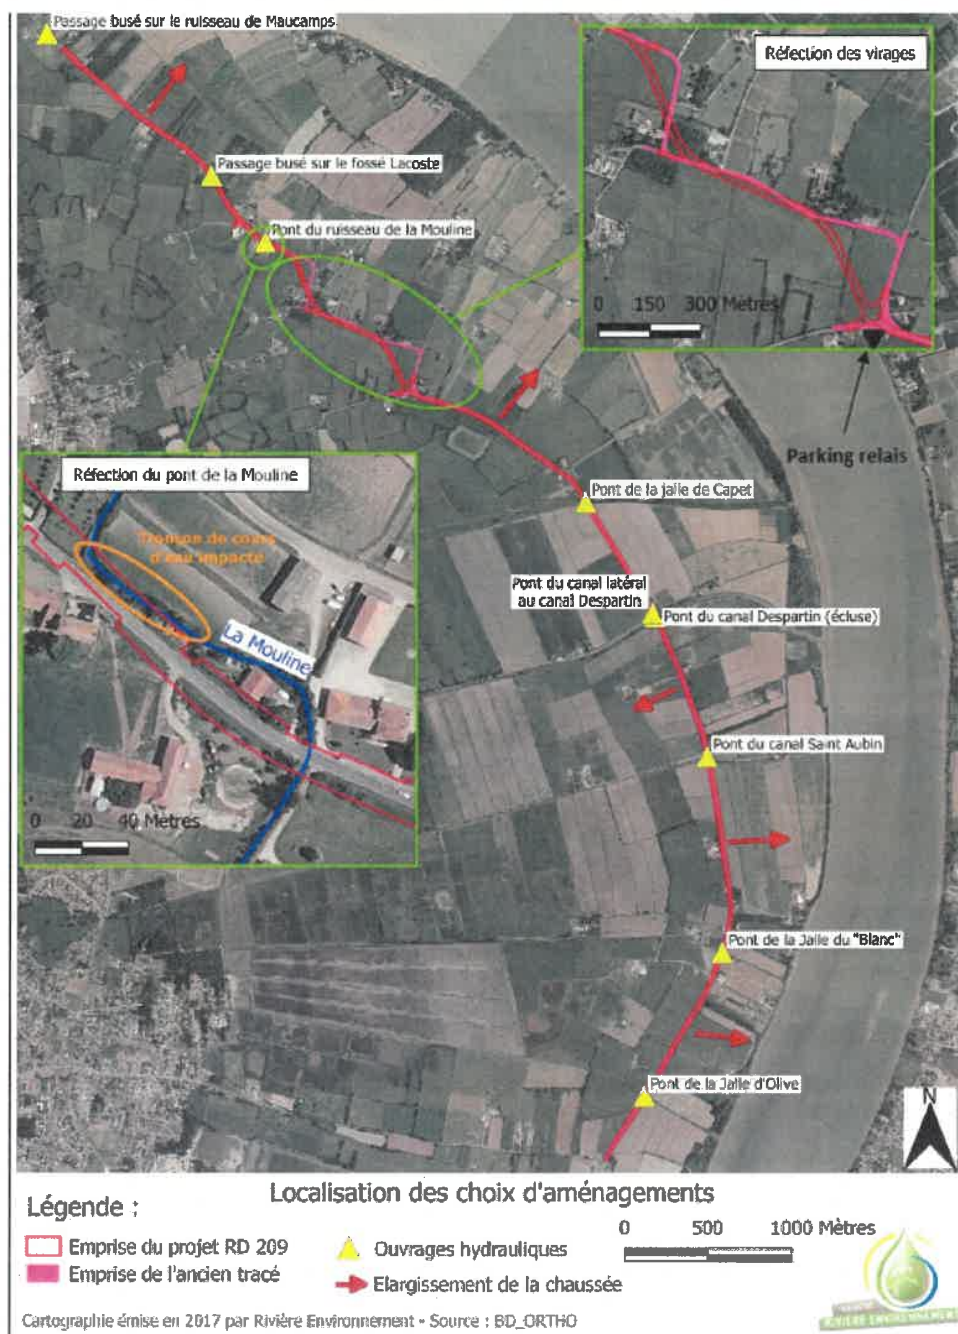 Passage busé sur le ruisseau de Maucamps
Réfection des virages
Passage busé sur le fossé Lacoste
Pont du ruisseau de la Mouline
0 150 300 Mètres
Parking relais
Réfection du pont de la Mouline
Pont de la jalle de Capet
Tronçon de cours
d'eau impacté
Pont du canal latéral
au canal Despartin
Pont du canal Despartin (écluse)
La Mouline
Pont du canal Saint Aubin
0 20 40 Mètres
Pont de la Jalle du "Blanc"
Pont de la Jalle d'Olive
N
Localisation des choix d'aménagements
Légende :
0 500 1000 Mètres
Emprise du projet RD 209
Ouvrages hydrauliques
Emprise de l'ancien tracé
Elargissement de la chaussée
RIVIÈRE ENVIRONNEMENT
Cartographie émise en 2017 par Rivière Environnement - Source : BD_ORTHO